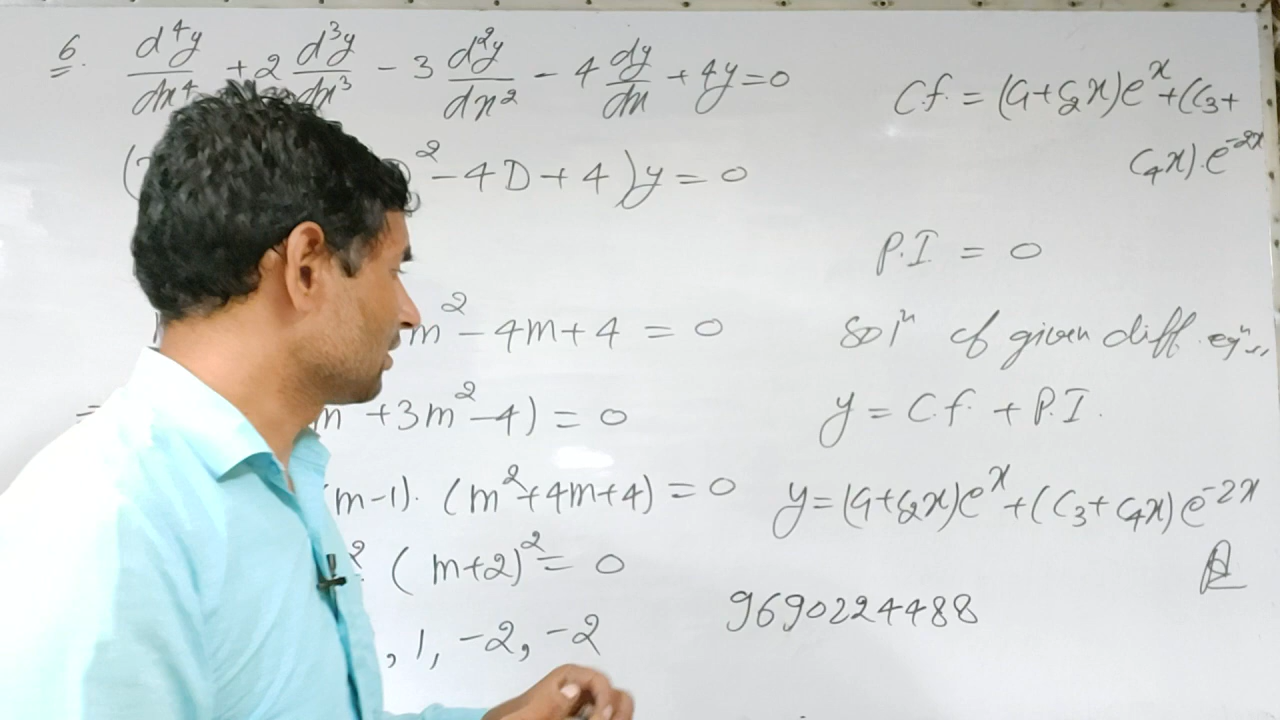 6. d⁴y/dx⁴ + 2 d³y/dx³ - 3 d²y/dx² - 4 dy/dx + 4y = 0
² - 4D + 4 ) y = 0
m² - 4m + 4 = 0
+ 3m² - 4) = 0
(m-1). (m² + 4m + 4) = 0
² ( m+2)² = 0
, 1, -2, -2
C.f. = (C₁+C₂x)eˣ + (C₃ +
C₄x).e⁻²ˣ
P.I = 0
Solⁿ of given diff. eqⁿ.,
y = C.f. + P.I.
y = (C₁+C₂x)eˣ + (C₃ + C₄x) e⁻²ˣ
9690224488